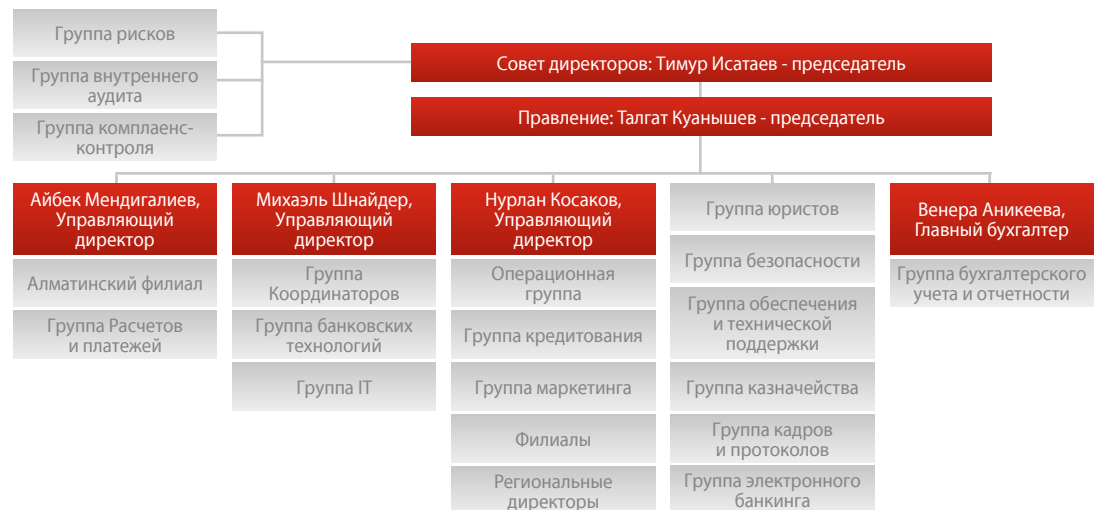 Группа рисков
Группа внутреннего
аудита
Группа комплаенс-
контроля
Совет директоров: Тимур Исатаев - председатель
Правление: Талгат Куанышев - председатель
Айбек Мендигалиев,
Управляющий
директор
Алматинский филиал
Группа Расчетов
и платежей
Михаэль Шнайдер,
Управляющий
директор
Группа
Координаторов
Группа банковских
технологий
Группа IT
Нурлан Косаков,
Управляющий
директор
Операционная
группа
Группа кредитования
Группа маркетинга
Филиалы
Региональные
директоры
Группа юристов
Группа безопасности
Группа обеспечения
и технической
поддержки
Группа казначейства
Группа кадров
и протоколов
Группа электронного
банкинга
Венера Аникеева,
Главный бухгалтер
Группа бухгалтерского
учета и отчетности